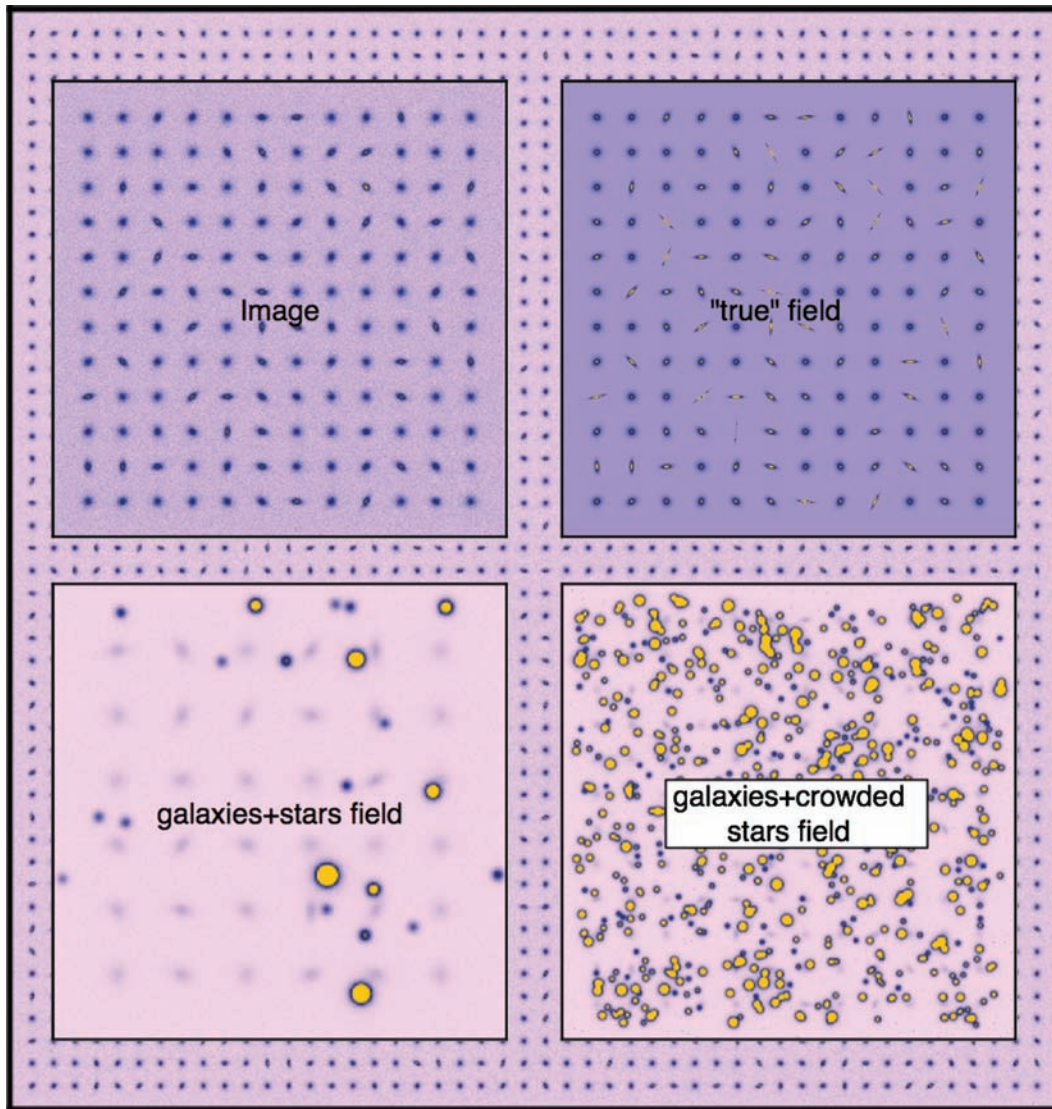 Image
"true" field
galaxies+stars field
galaxies+crowded
stars field